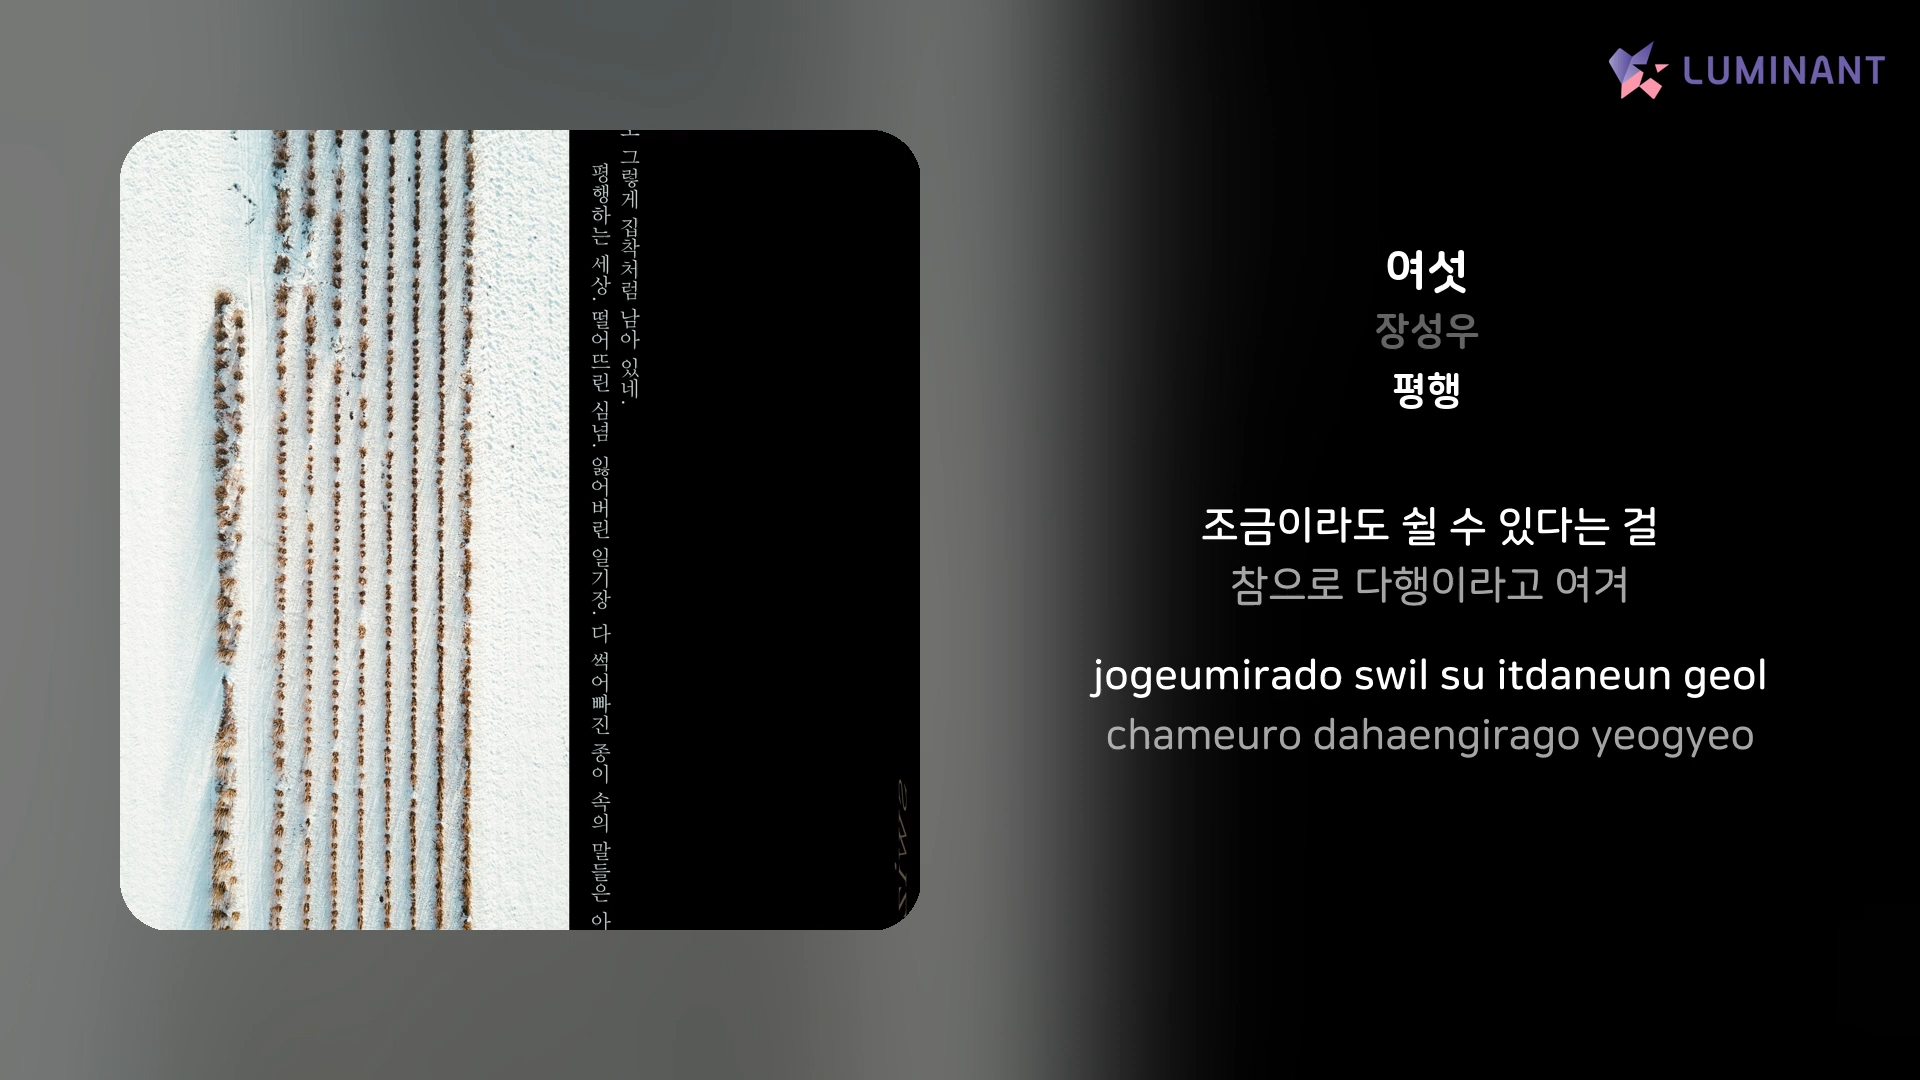 LUMINANT
고 그렇게 집착처럼 남아 있네.
평행하는 세상. 떨어뜨린 심념. 잃어버린 일기장. 다 썩어빠진 종이 속의 말들은 아
여섯
장성우
평행
조금이라도 쉴 수 있다는 걸
참으로 다행이라고 여겨
jogeumirado swil su itdaneun geol
chameuro dahaengirago yeogyeo